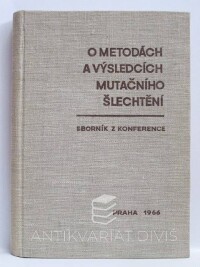 O METODÁCH
A VÝSLEDCÍCH
MUTAČNÍHO
ŠLECHTĚNÍ
SBORNÍK Z KONFERENCE
PRAHA 1966
ANTIKVARIÁT DIVIŠ